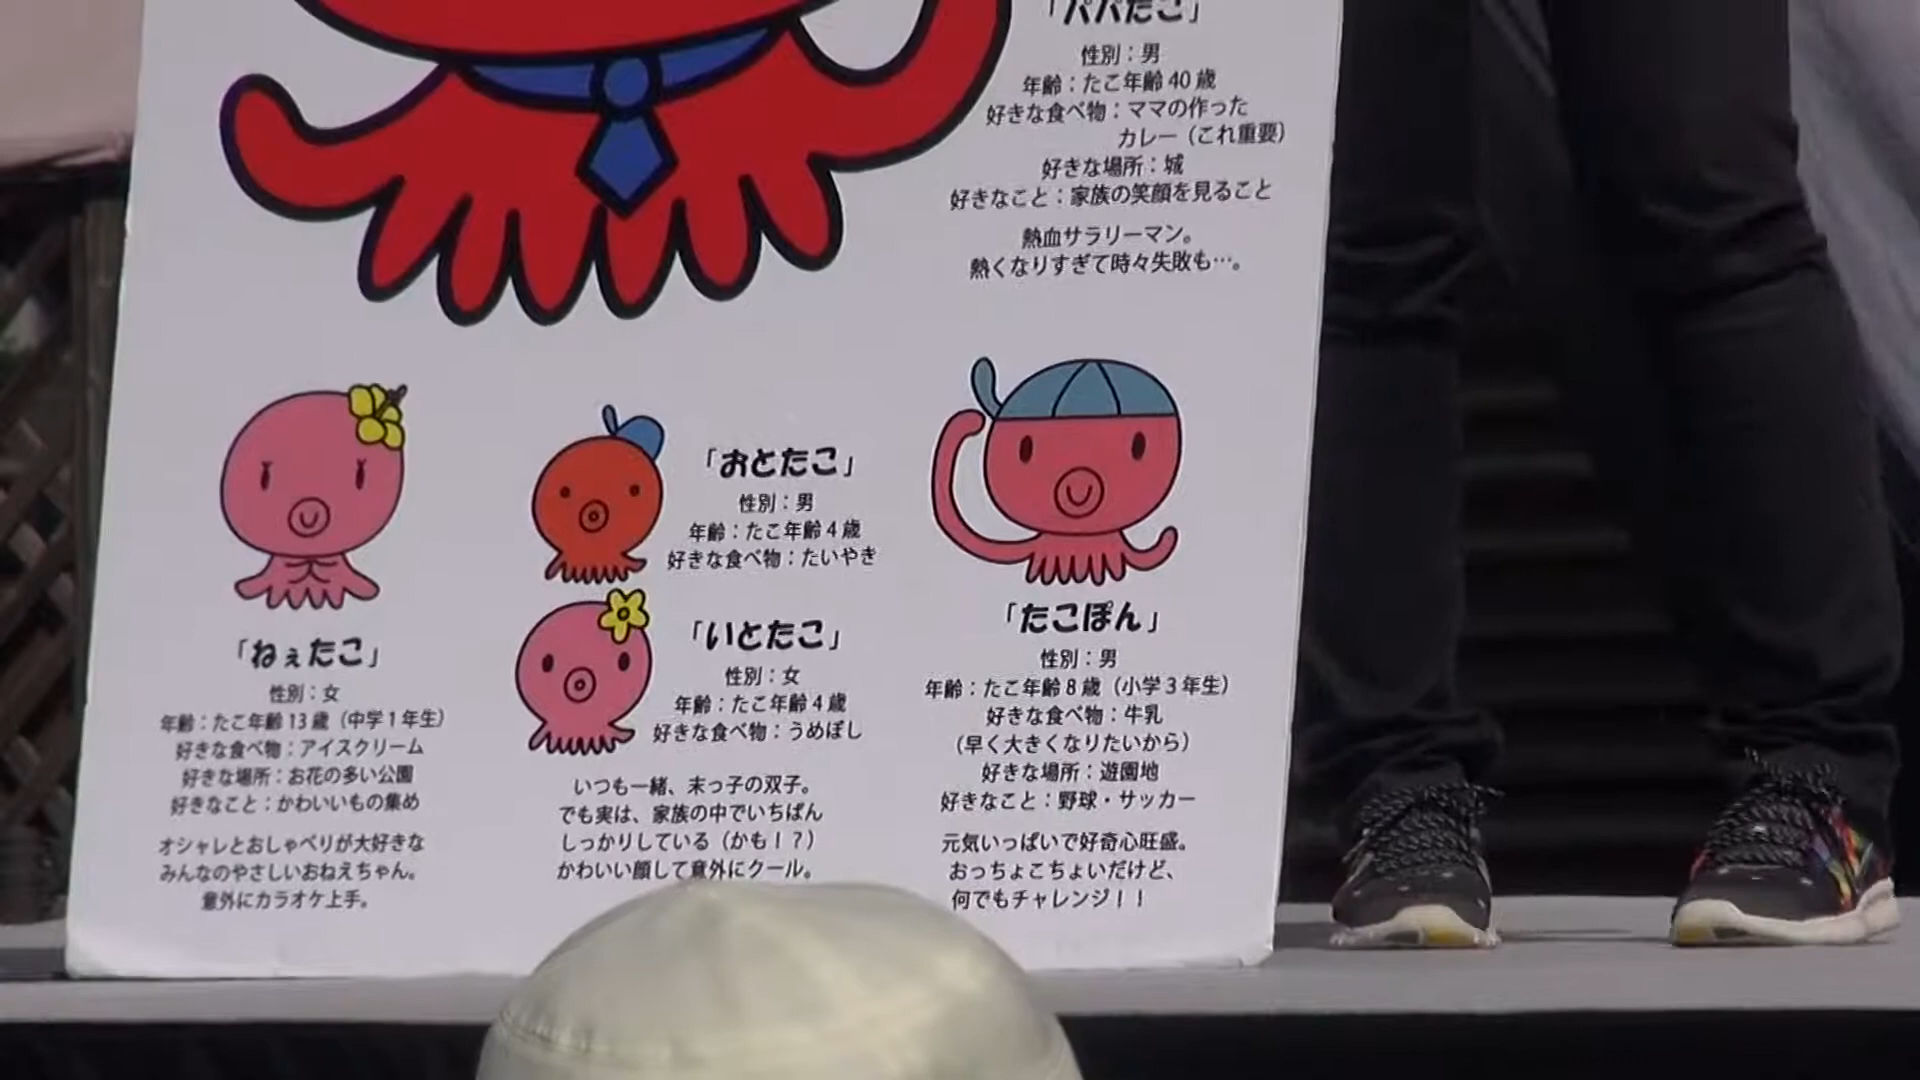 「パパたこ」
性別：男
年齢：たこ年齢40歳
好きな食べ物：ママの作った
カレー（これ重要）
好きな場所：城
好きなこと：家族の笑顔を見ること
熱血サラリーマン。
熱くなりすぎて時々失敗も…。
「ねぇたこ」
性別：女
年齢：たこ年齢13歳（中学1年生）
好きな食べ物：アイスクリーム
好きな場所：お花の多い公園
好きなこと：かわいいもの集め
オシャレとおしゃべりが大好きな
みんなのやさしいおねえちゃん。
意外にカラオケ上手。
「おとたこ」
性別：男
年齢：たこ年齢4歳
好きな食べ物：たいやき
「いとたこ」
性別：女
年齢：たこ年齢4歳
好きな食べ物：うめぼし
いつも一緒、末っ子の双子。
でも実は、家族の中でいちばん
しっかりしている（かも！？）
かわいい顔して意外にクール。
「たこぽん」
性別：男
年齢：たこ年齢8歳（小学3年生）
好きな食べ物：牛乳
（早く大きくなりたいから）
好きな場所：遊園地
好きなこと：野球・サッカー
元気いっぱいで好奇心旺盛。
おっちょこちょいだけど、
何でもチャレンジ！！